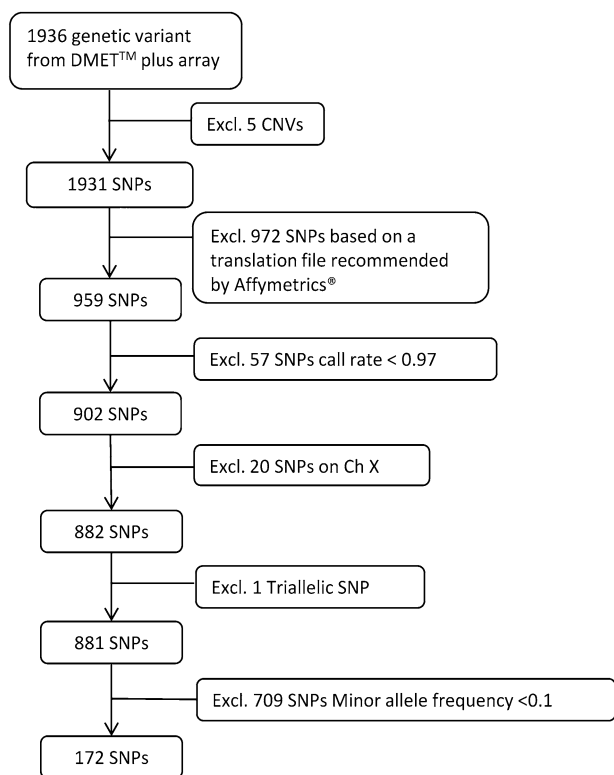 1936 genetic variant
from DMET™ plus array
Excl. 5 CNVs
1931 SNPs
Excl. 972 SNPs based on a
translation file recommended
by Affymetrics®
959 SNPs
Excl. 57 SNPs call rate < 0.97
902 SNPs
Excl. 20 SNPs on Ch X
882 SNPs
Excl. 1 Triallelic SNP
881 SNPs
Excl. 709 SNPs Minor allele frequency <0.1
172 SNPs